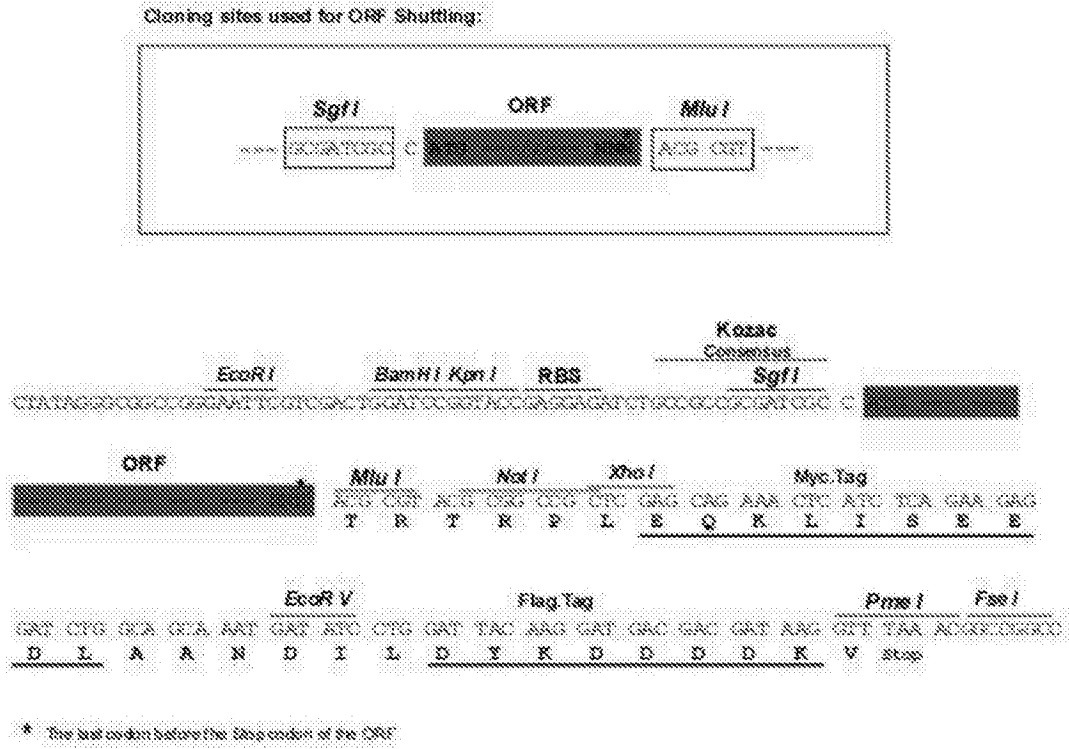 Cloning sites used for ORF Shuttling:
Sgf I ORF Mlu I
--- GCGATCGC C ACG CGT ---
Kozac
Consensus
EcoR I BamH I Kpn I RBS Sgf I
CTATAGGGCGGCCGGGAATTCGTCGACTGGATCCGGTACCGAGGAGATCTGCCGCCGCGATCGC C
ORF Mlu I Not I Xho I Myc.Tag
* ACG CGT ACG CGG CCG CTC GAG CAG AAA CTC ATC TCA GAA GAG
T R T R P L E Q K L I S E E
EcoR V Flag.Tag Pme I Fse I
GAT CTG GCA GCA AAT GAT ATC CTG GAT TAC AAG GAT GAC GAC GAT AAG GTT TAA ACGGCCGGCC
D L A A N D I L D Y K D D D D K V Stop
* The last codon before the Stop codon of the ORF